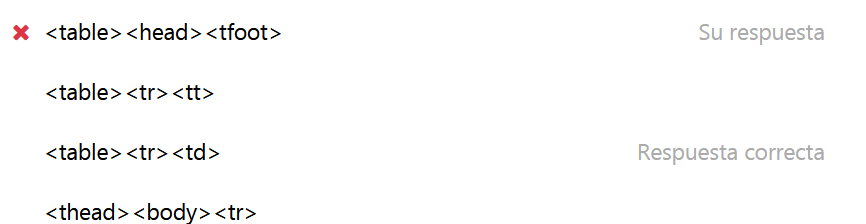 <table><head><tfoot> Su respuesta
<table><tr><tt>
<table><tr><td> Respuesta correcta
<thead><body><tr>